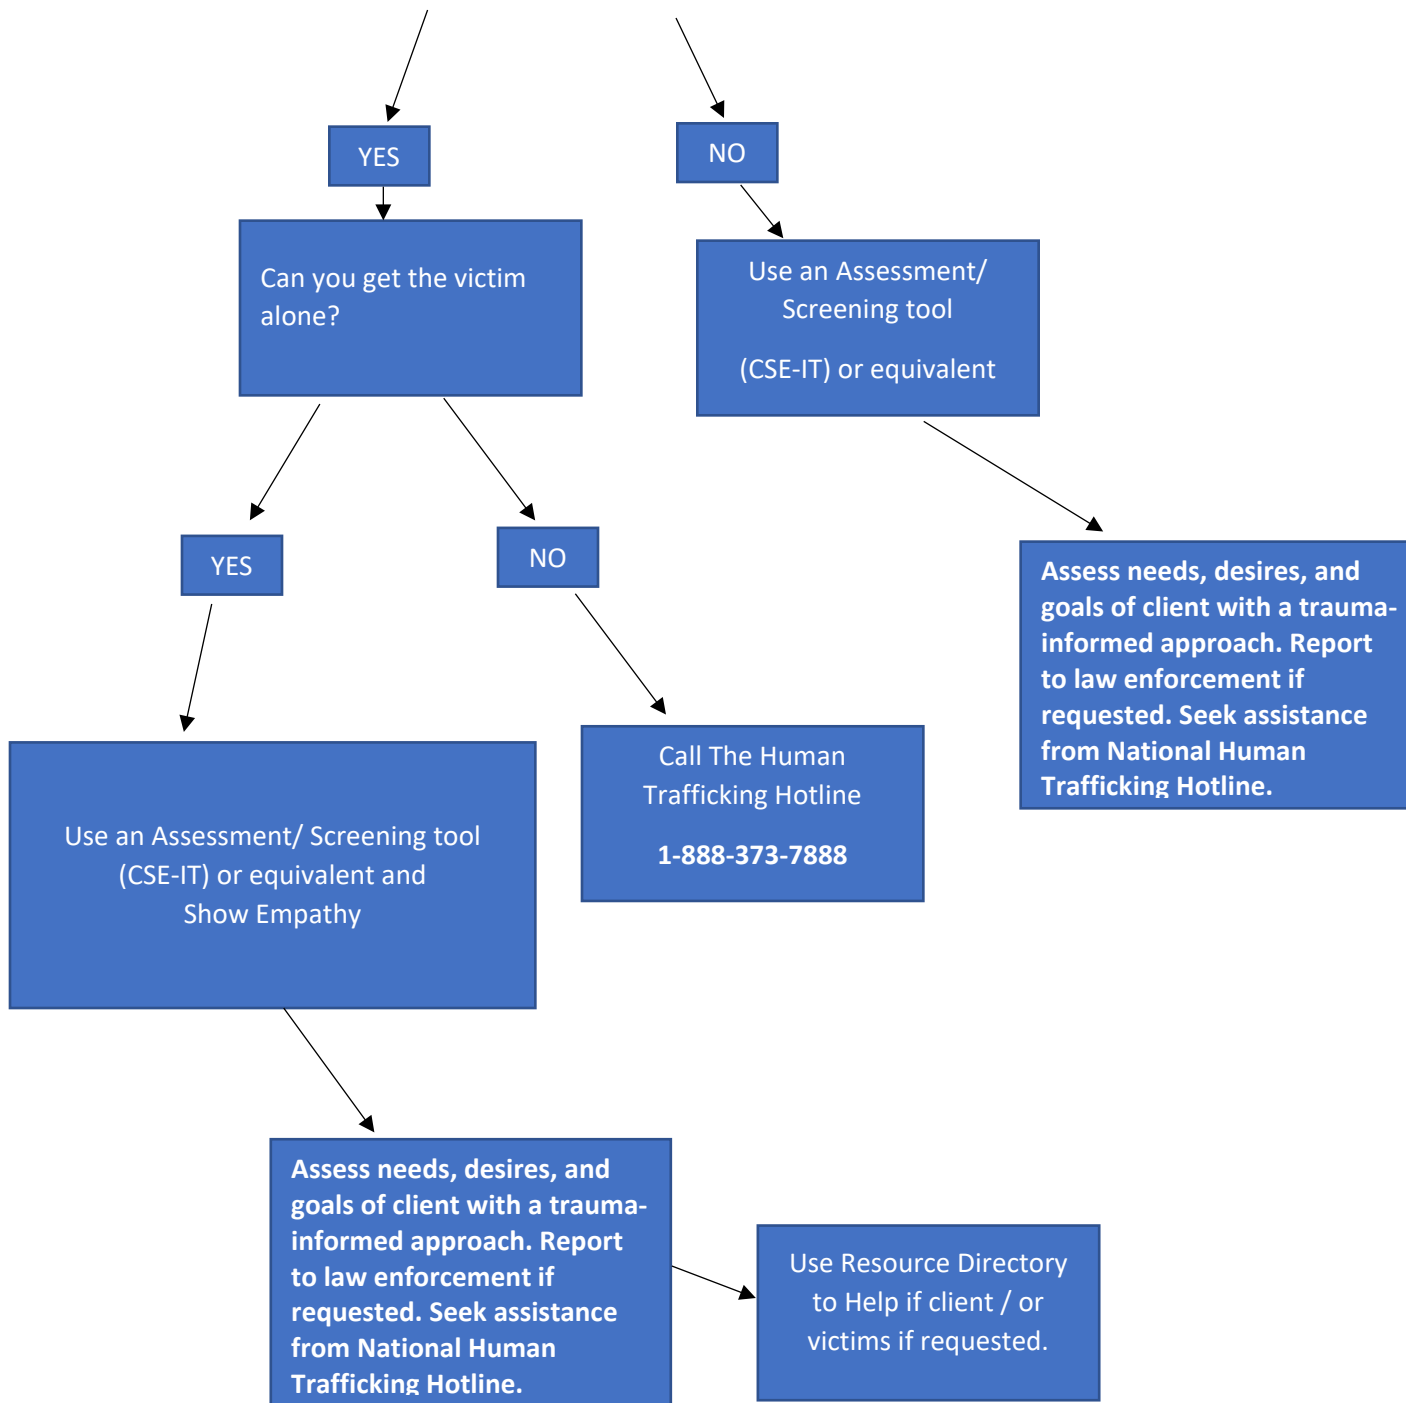 YES
NO
Can you get the victim
alone?
Use an Assessment/
Screening tool
(CSE-IT) or equivalent
YES
NO
Assess needs, desires, and
goals of client with a trauma-
informed approach. Report
to law enforcement if
requested. Seek assistance
from National Human
Trafficking Hotline.
Call The Human
Trafficking Hotline
1-888-373-7888
Use an Assessment/ Screening tool
(CSE-IT) or equivalent and
Show Empathy
Assess needs, desires, and
goals of client with a trauma-
informed approach. Report
to law enforcement if
requested. Seek assistance
from National Human
Trafficking Hotline.
Use Resource Directory
to Help if client / or
victims if requested.